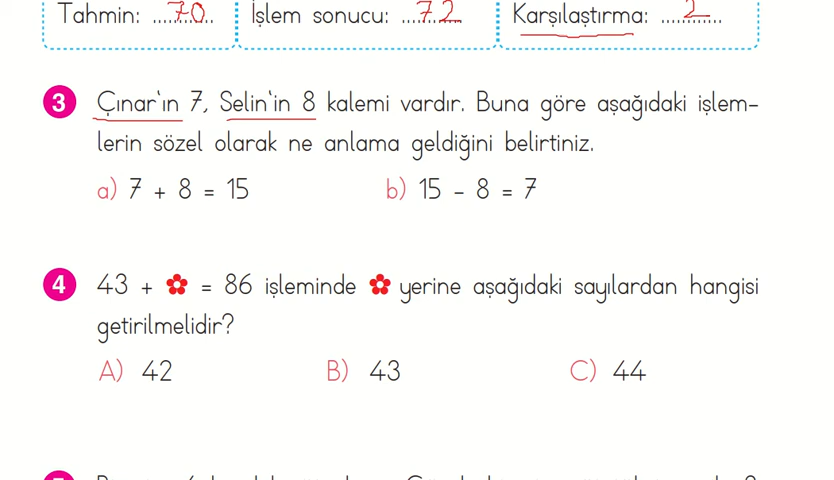 Tahmin: ....70.... İşlem sonucu: ....72.... Karşılaştırma: ....2....
3 Çınar'ın 7, Selin'in 8 kalemi vardır. Buna göre aşağıdaki işlem-
lerin sözel olarak ne anlama geldiğini belirtiniz.
a) 7 + 8 = 15 b) 15 - 8 = 7
4 43 + = 86 işleminde yerine aşağıdaki sayılardan hangisi
getirilmelidir?
A) 42 B) 43 C) 44